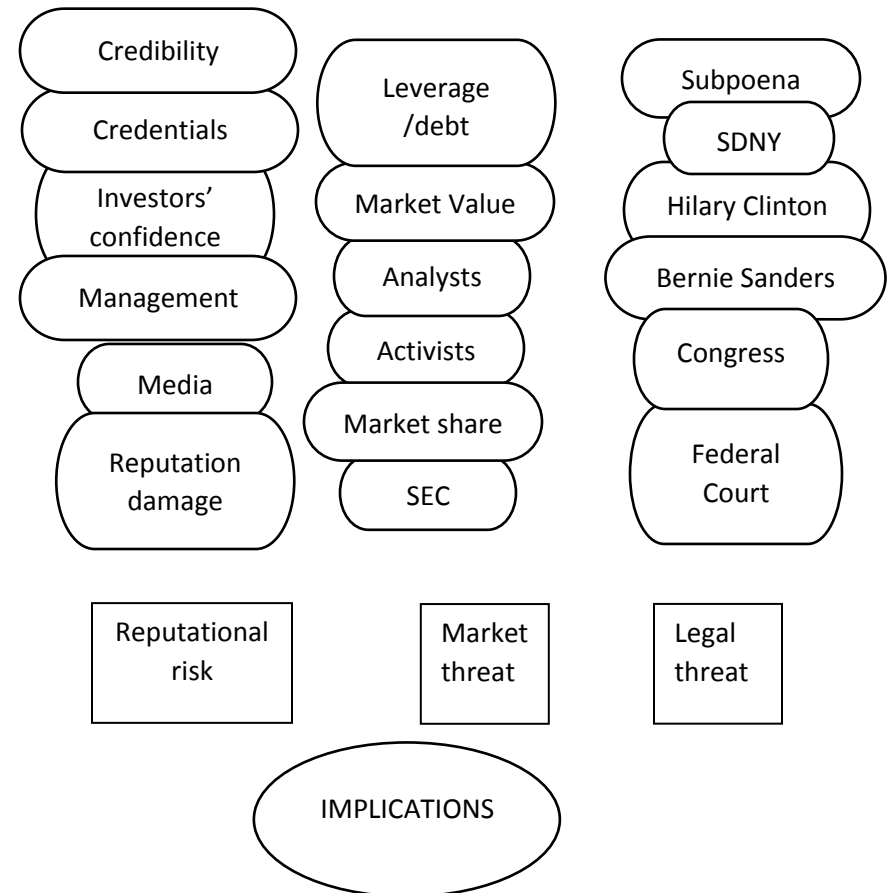 Credibility
Credentials
Investors’
confidence
Management
Media
Reputation
damage
Leverage
/debt
Market Value
Analysts
Activists
Market share
SEC
Subpoena
SDNY
Hilary Clinton
Bernie Sanders
Congress
Federal
Court
Reputational
risk
Market
threat
Legal
threat
IMPLICATIONS